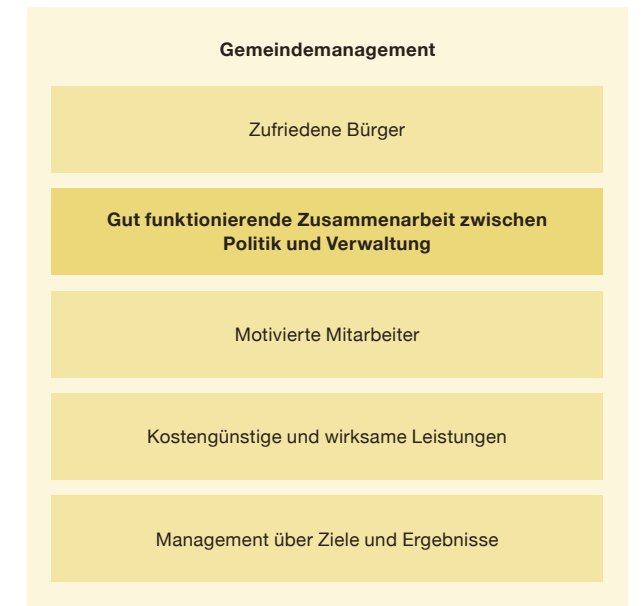 Gemeindemanagement
Zufriedene Bürger
Gut funktionierende Zusammenarbeit zwischen
Politik und Verwaltung
Motivierte Mitarbeiter
Kostengünstige und wirksame Leistungen
Management über Ziele und Ergebnisse